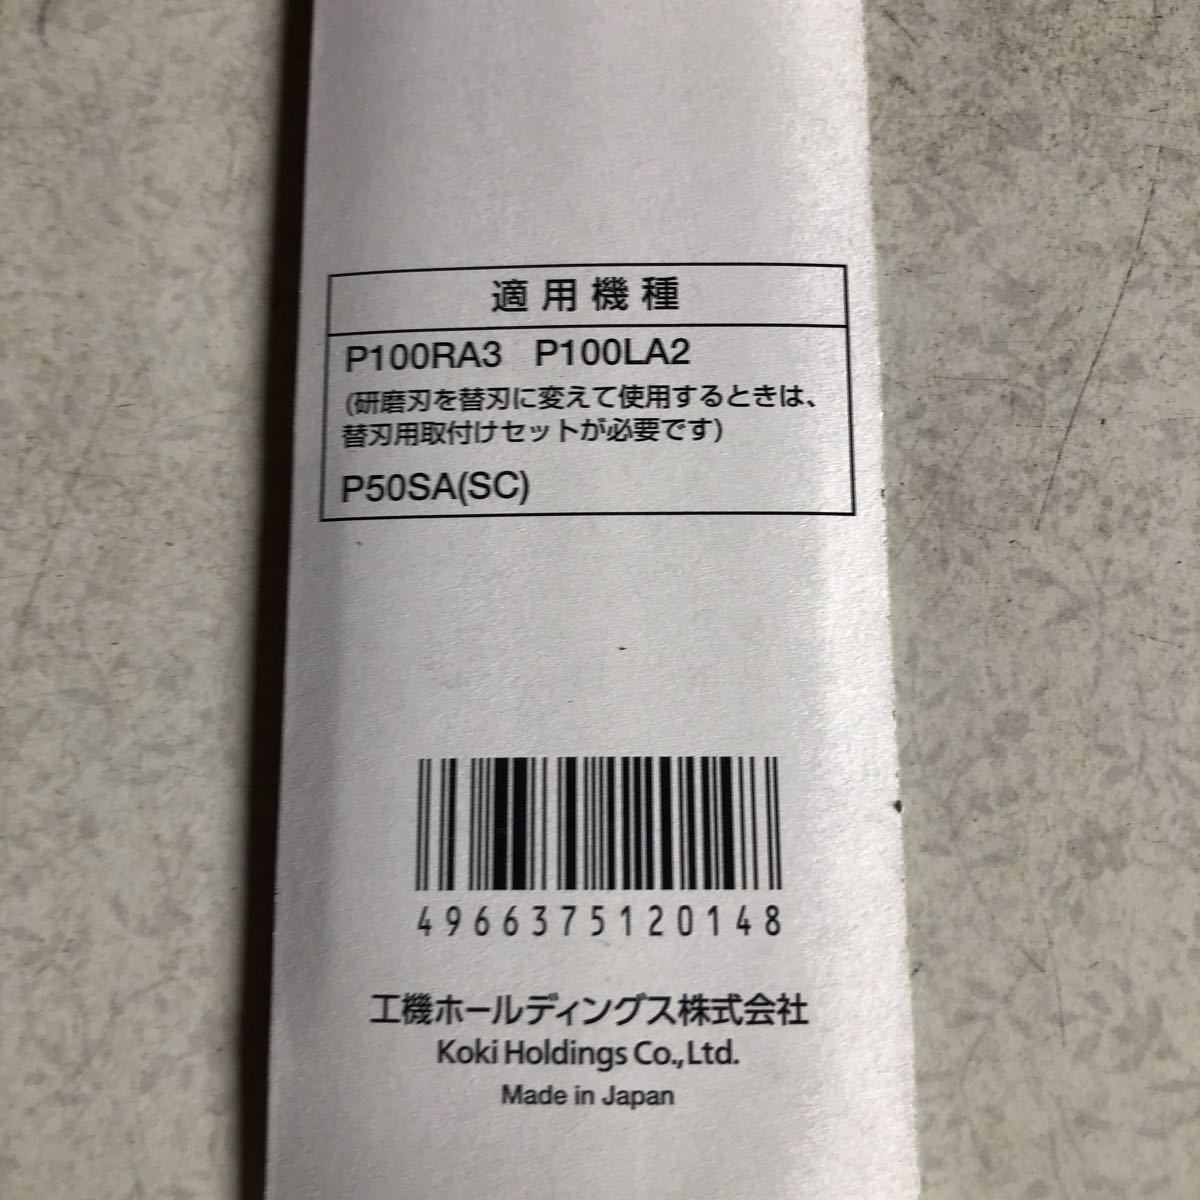 適用機種
P100RA3 P100LA2
(研磨刃を替刃に変えて使用するときは、
替刃用取付けセットが必要です)
P50SA(SC)
4966375120148
工機ホールディングス株式会社
Koki Holdings Co.,Ltd.
Made in Japan